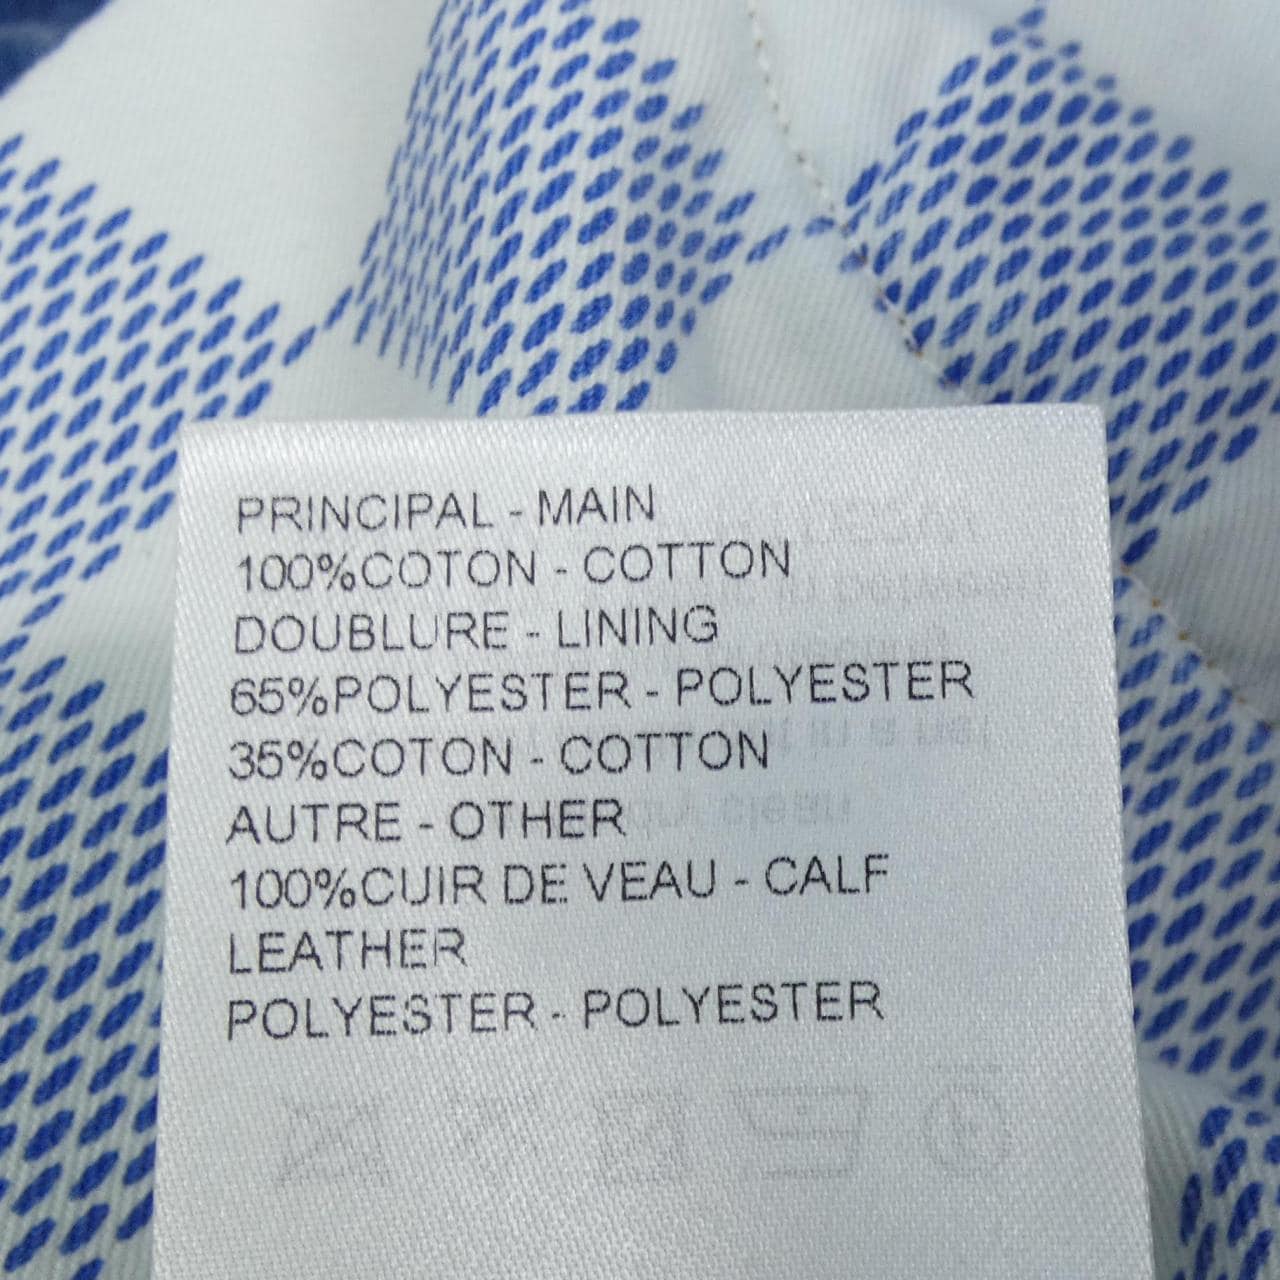 PRINCIPAL - MAIN
100%COTON - COTTON
DOUBLURE - LINING
65%POLYESTER - POLYESTER
35%COTON - COTTON
AUTRE - OTHER
100%CUIR DE VEAU - CALF
LEATHER
POLYESTER - POLYESTER